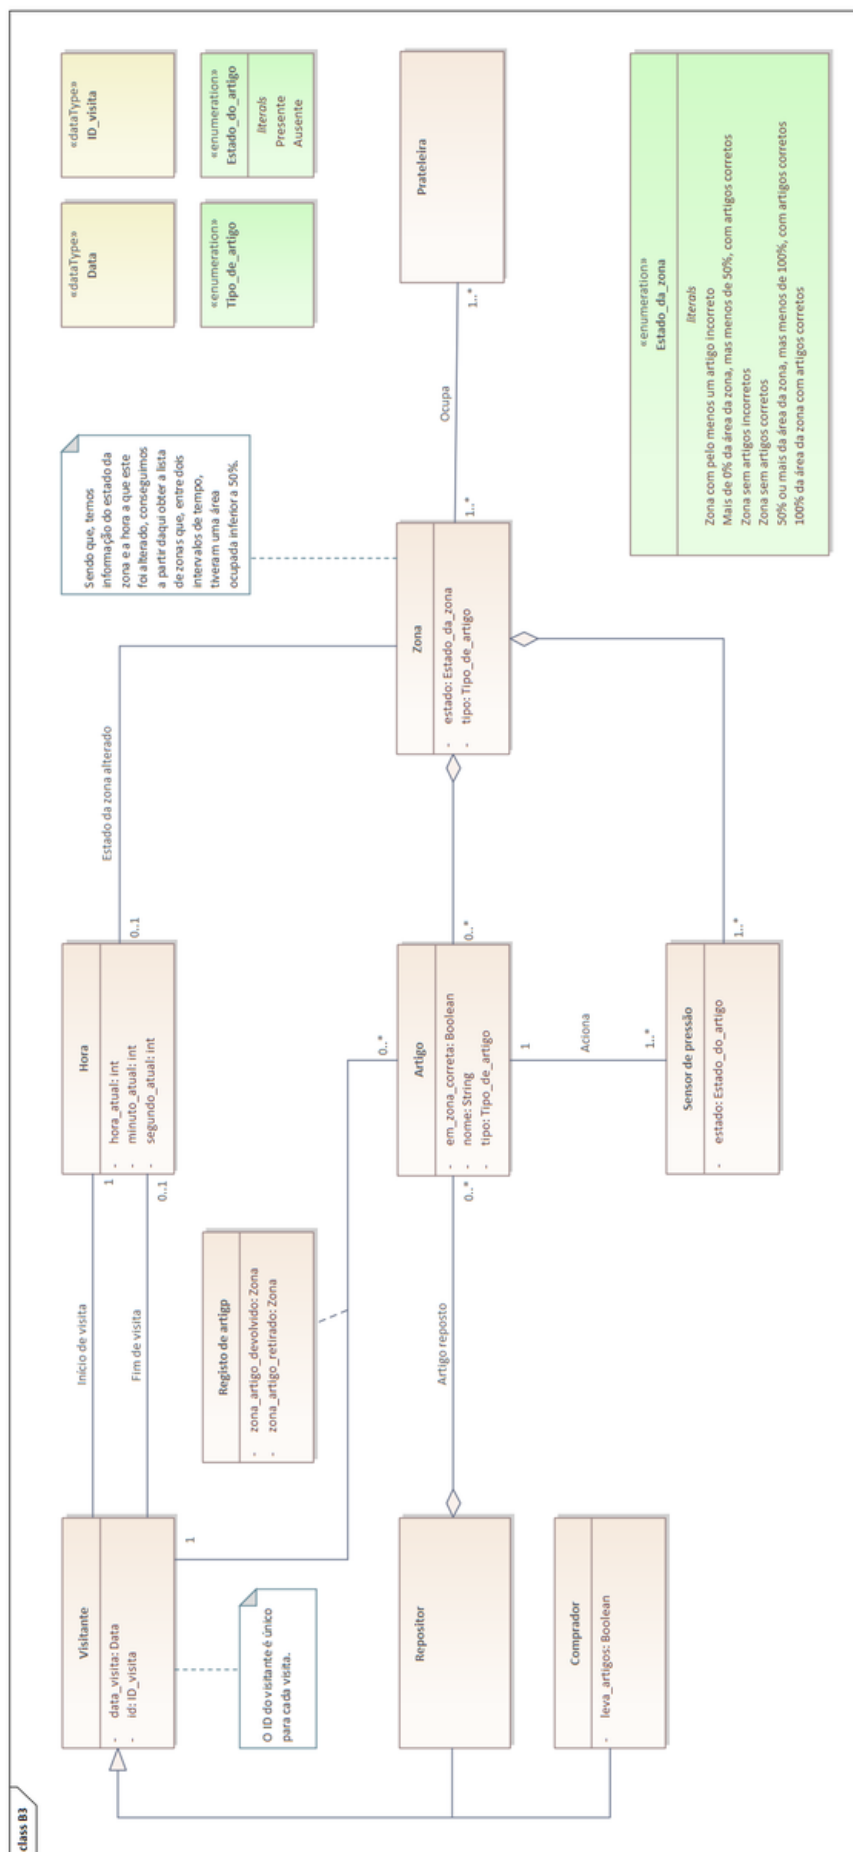 class B3
Visitante
- data_visita: Data
- id: ID_visita
O ID do visitante é único
para cada visita.
Repositor
Comprador
- leva_artigos: Boolean
Início de visita
Fim de visita
1
0..1
1
Registo de artigp
- zona_artigo_devolvido: Zona
- zona_artigo_retirado: Zona
Artigo reposto
0..*
Hora
- hora_atual: int
- minuto_atual: int
- segundo_atual: int
0..1
Estado da zona alterado
0..*
Artigo
- em_zona_correta: Boolean
- nome: String
- tipo: Tipo_de_artigo
0..*
1
Aciona
1..*
Sensor de pressão
- estado: Estado_do_artigo
1..*
Zona
- estado: Estado_da_zona
- tipo: Tipo_de_artigo
Sendo que, temos
informação do estado da
zona e a hora a que este
foi alterado, conseguimos
a partir daqui obter a lista
de zonas que, entre dois
intervalos de tempo,
tiveram uma área
ocupada inferior a 50%.
1..*
Ocupa
1..*
Prateleira
«dataType»
Data
«dataType»
ID_visita
«enumeration»
Tipo_de_artigo
«enumeration»
Estado_do_artigo
literals
Presente
Ausente
«enumeration»
Estado_da_zona
literals
Zona com pelo menos um artigo incorreto
Mais de 0% da área da zona, mas menos de 50%, com artigos corretos
Zona sem artigos incorretos
Zona sem artigos corretos
50% ou mais da área da zona, mas menos de 100%, com artigos corretos
100% da área da zona com artigos corretos